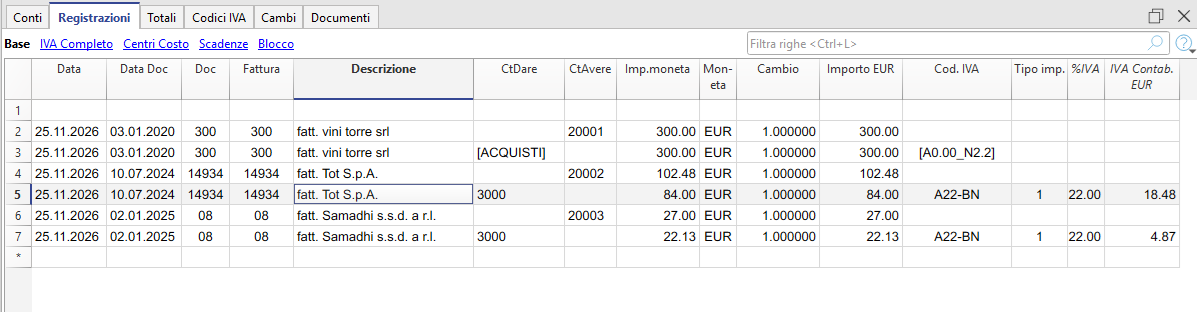 Conti Registrazioni Totali Codici IVA Cambi Documenti
Base IVA Completo Centri Costo Scadenze Blocco Filtra righe <Ctrl+L> ?
Data Data Doc Doc Fattura Descrizione CtDare CtAvere Imp.moneta Mon-neta Cambio Importo EUR Cod. IVA Tipo imp. %IVA IVA Contab. EUR
1
2 25.11.2026 03.01.2020 300 300 fatt. vini torre srl 20001 300.00 EUR 1.000000 300.00
3 25.11.2026 03.01.2020 300 300 fatt. vini torre srl [ACQUISTI] 300.00 EUR 1.000000 300.00 [A0.00_N2.2]
4 25.11.2026 10.07.2024 14934 14934 fatt. Tot S.p.A. 20002 102.48 EUR 1.000000 102.48
5 25.11.2026 10.07.2024 14934 14934 fatt. Tot S.p.A. 3000 84.00 EUR 1.000000 84.00 A22-BN 1 22.00 18.48
6 25.11.2026 02.01.2025 08 08 fatt. Samadhi s.s.d. a r.l. 20003 27.00 EUR 1.000000 27.00
7 25.11.2026 02.01.2025 08 08 fatt. Samadhi s.s.d. a r.l. 3000 22.13 EUR 1.000000 22.13 A22-BN 1 22.00 4.87
*